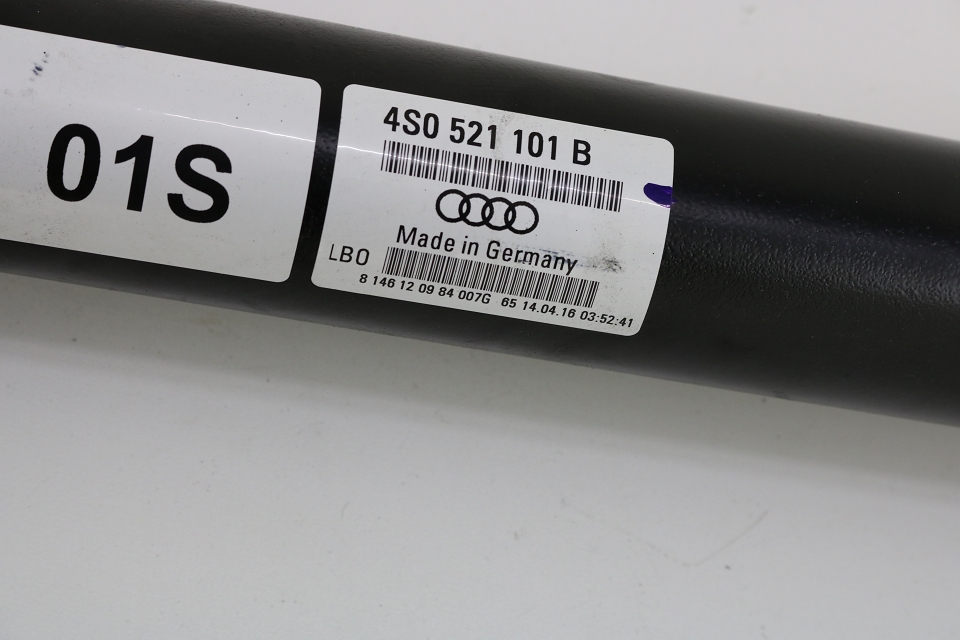 01S
4S0 521 101 B
Made in Germany
LBO
8 146 12 09 84 007G 65 14.04.16 03:52:41